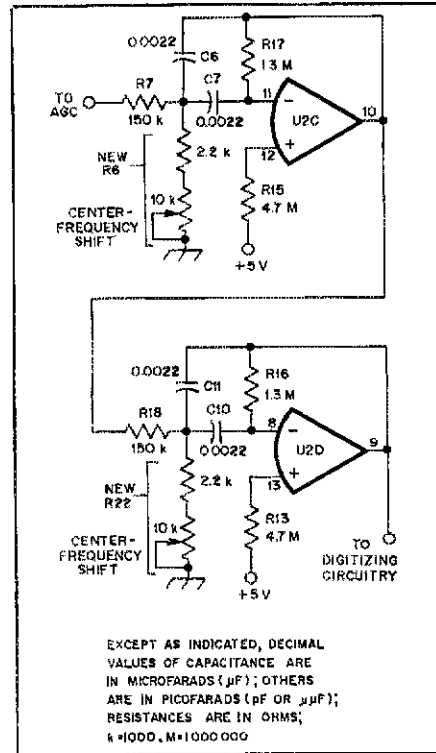 0.0022
C6
R17
1.3 M
TO
AGC
R7
150 k
C7
0.0022
11
U2C
10
12
NEW
R6
2.2 k
10 k
CENTER-
FREQUENCY
SHIFT
R15
4.7 M
+5 V
0.0022
C11
R16
1.3 M
R18
150 k
C10
0.0022
8
U2D
9
13
NEW
R22
2.2 k
10 k
CENTER-
FREQUENCY
SHIFT
R13
4.7 M
+5 V
TO
DIGITIZING
CIRCUITRY
EXCEPT AS INDICATED, DECIMAL
VALUES OF CAPACITANCE ARE
IN MICROFARADS (µF); OTHERS
ARE IN PICOFARADS (pF OR µµF);
RESISTANCES ARE IN OHMS;
k=1000, M=1000000